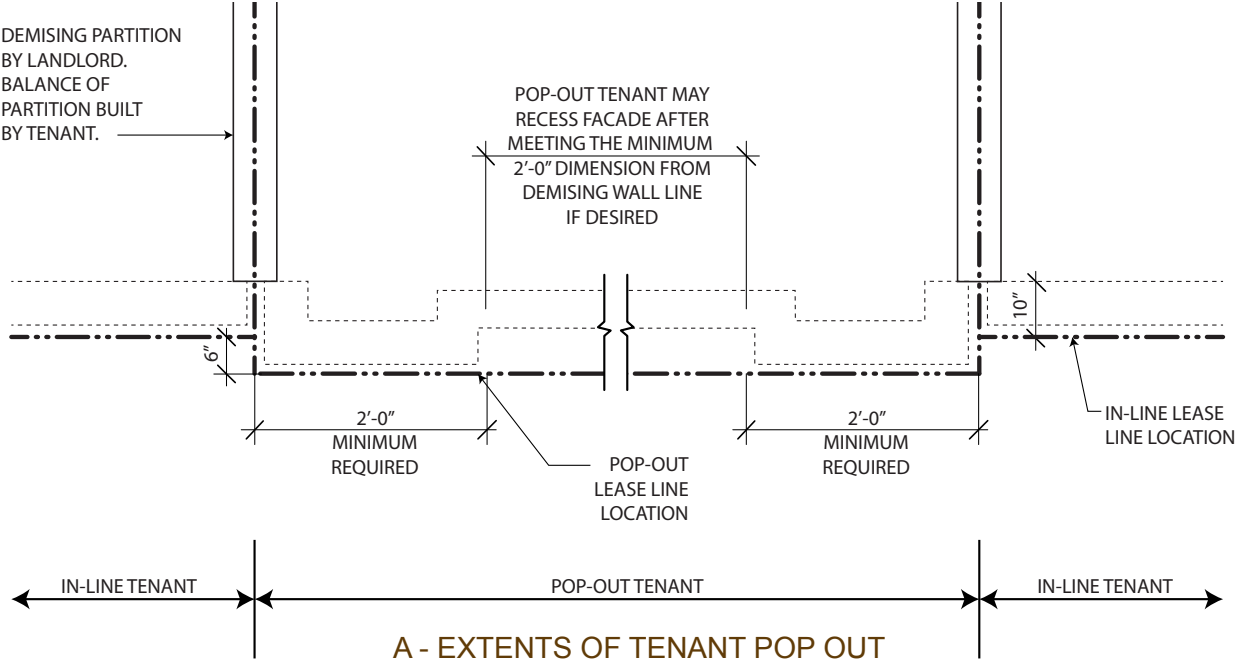 DEMISING PARTITION
BY LANDLORD.
BALANCE OF
PARTITION BUILT
BY TENANT.
POP-OUT TENANT MAY
RECESS FACADE AFTER
MEETING THE MINIMUM
2’-0” DIMENSION FROM
DEMISING WALL LINE
IF DESIRED
10”
6”
2’-0”
MINIMUM
REQUIRED
2’-0”
MINIMUM
REQUIRED
IN-LINE LEASE
LINE LOCATION
POP-OUT
LEASE LINE
LOCATION
IN-LINE TENANT
POP-OUT TENANT
IN-LINE TENANT
A - EXTENTS OF TENANT POP OUT